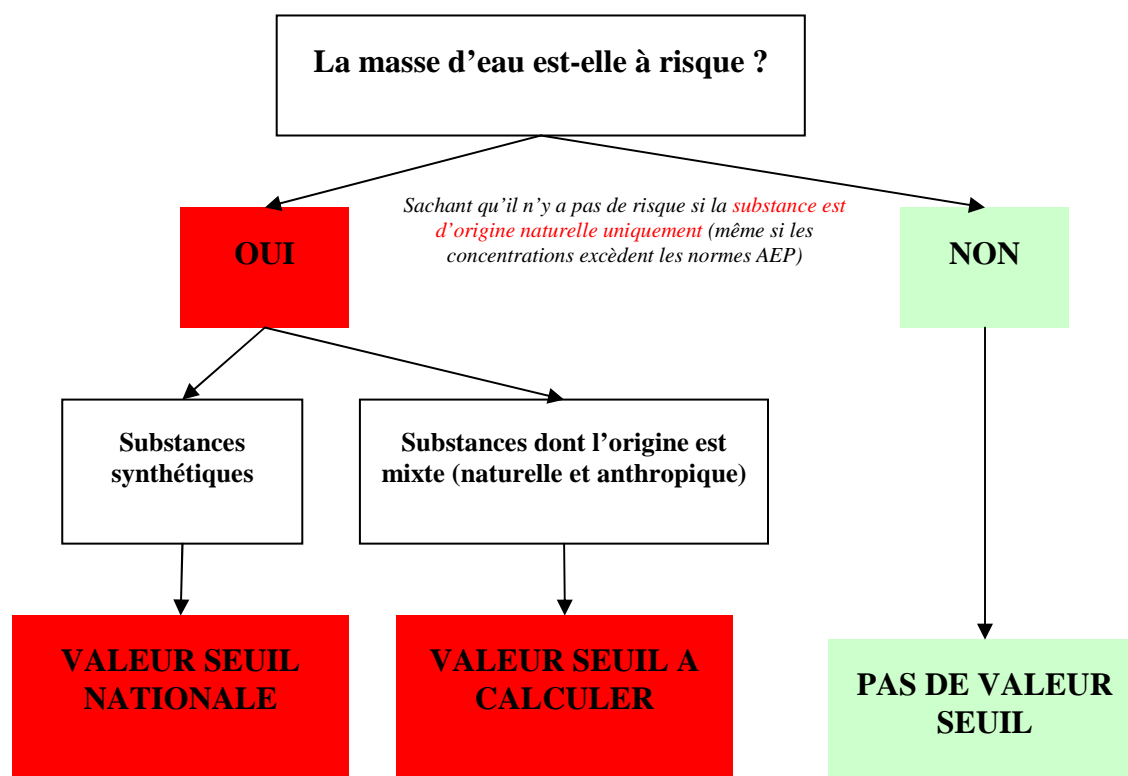 La masse d’eau est-elle à risque ?
Sachant qu’il n’y a pas de risque si la substance est
d’origine naturelle uniquement (même si les
concentrations excèdent les normes AEP)
OUI
NON
Substances
synthétiques
Substances dont l’origine est
mixte (naturelle et anthropique)
VALEUR SEUIL
NATIONALE
VALEUR SEUIL A
CALCULER
PAS DE VALEUR
SEUIL